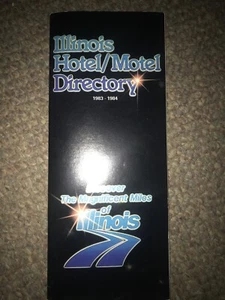 Illinois
Hotel/Motel
Directory
1983 - 1984
Discover
The Magnificent Miles
of
Illinois